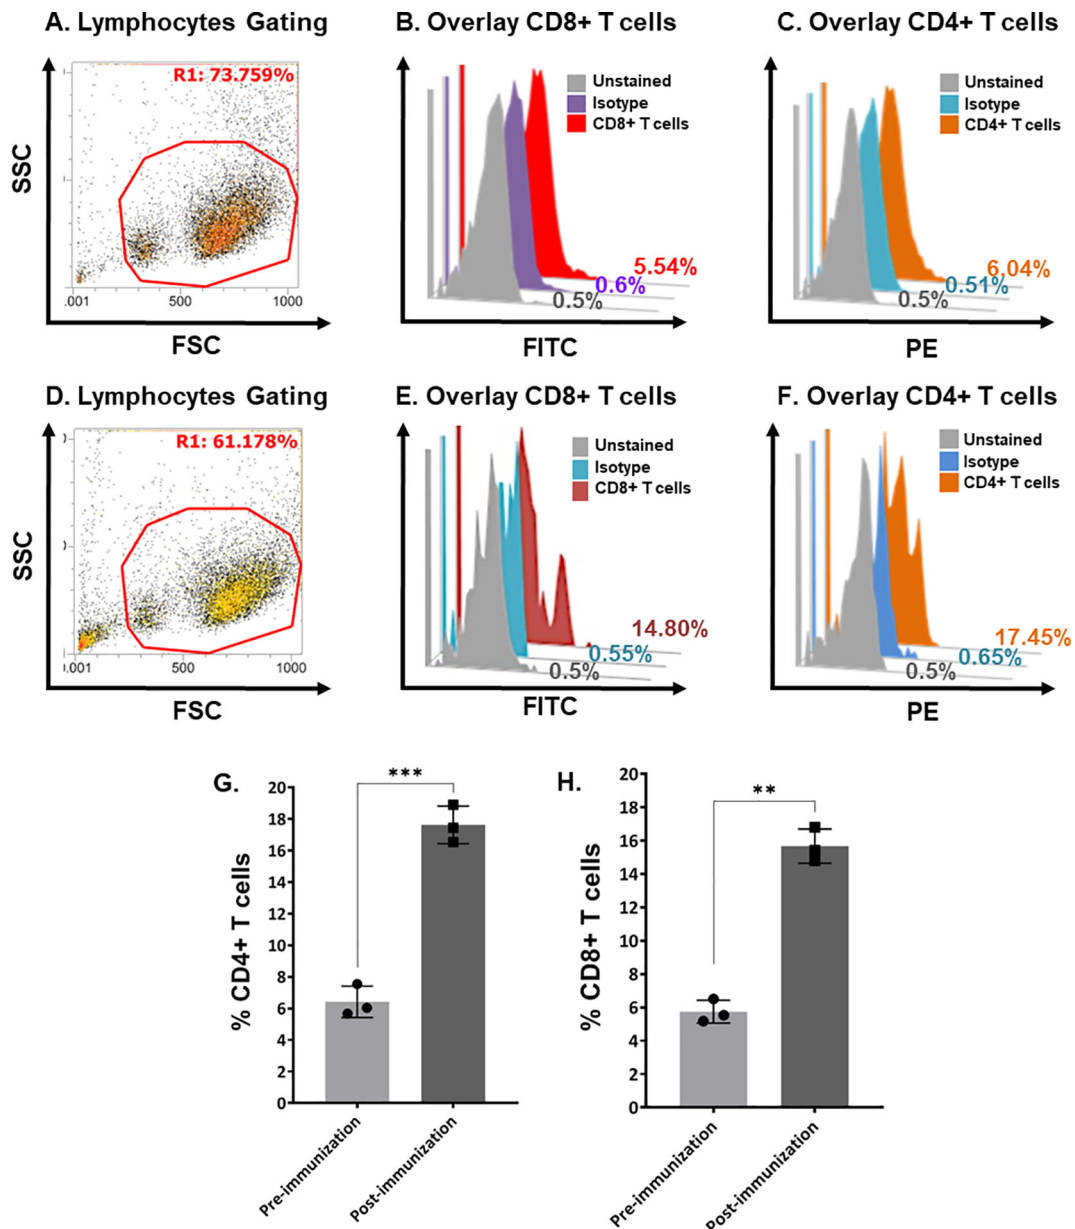 A. Lymphocytes Gating
B. Overlay CD8+ T cells
C. Overlay CD4+ T cells
R1: 73.759%
SSC
.001 500 1000
FSC
Unstained
Isotype
CD8+ T cells
5.54%
0.6%
0.5%
FITC
Unstained
Isotype
CD4+ T cells
6.04%
0.51%
0.5%
PE
D. Lymphocytes Gating
E. Overlay CD8+ T cells
F. Overlay CD4+ T cells
R1: 61.178%
SSC
.001 500 1000
FSC
Unstained
Isotype
CD8+ T cells
14.80%
0.55%
0.5%
FITC
Unstained
Isotype
CD4+ T cells
17.45%
0.65%
0.5%
PE
G.
***
% CD4+ T cells
20
18
16
14
12
10
8
6
4
2
0
Pre-immunization
Post-immunization
H.
**
% CD8+ T cells
20
18
16
14
12
10
8
6
4
2
0
Pre-immunization
Post-immunization